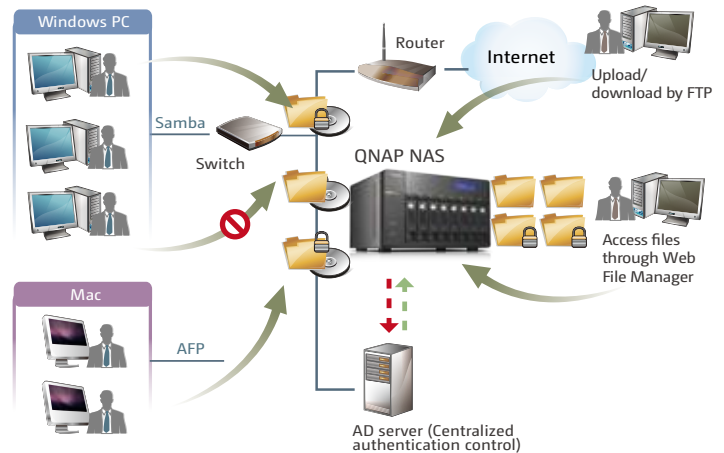 Windows PC
Samba
Switch
Router
Internet
Upload/
download by FTP
QNAP NAS
Access files
through Web
File Manager
Mac
AFP
AD server (Centralized
authentication control)